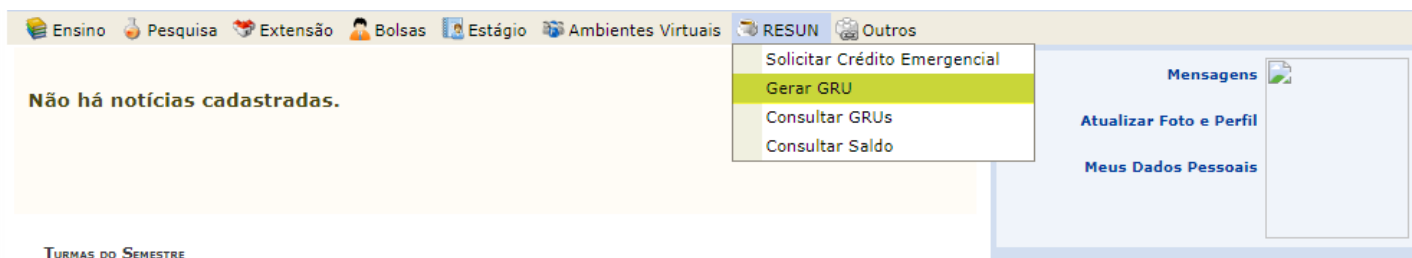 Ensino Pesquisa Extensão Bolsas Estágio Ambientes Virtuais RESUN Outros
Solicitar Crédito Emergencial
Gerar GRU
Consultar GRUs
Consultar Saldo
Não há notícias cadastradas.
Mensagens
Atualizar Foto e Perfil
Meus Dados Pessoais
Turmas do Semestre